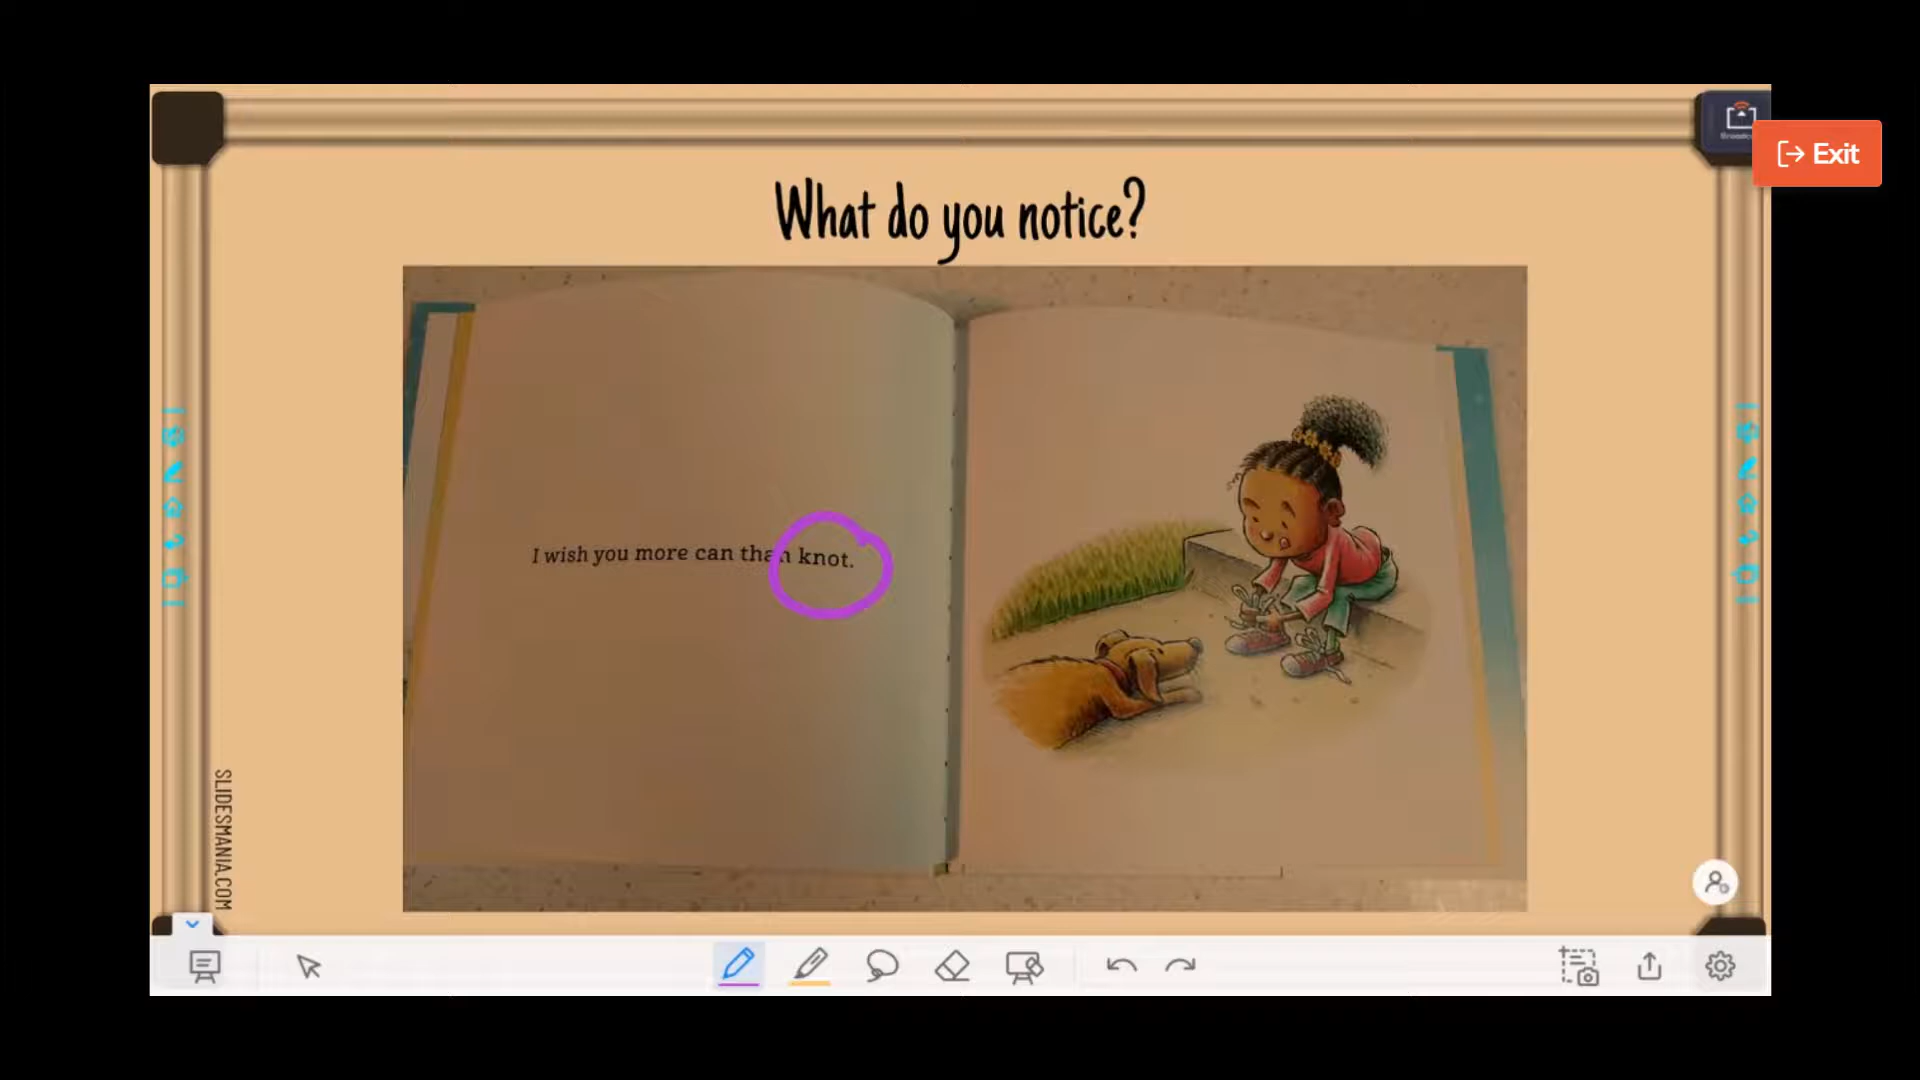 What do you notice?
Exit
I wish you more can than knot.
SLIDESMANIA.COM